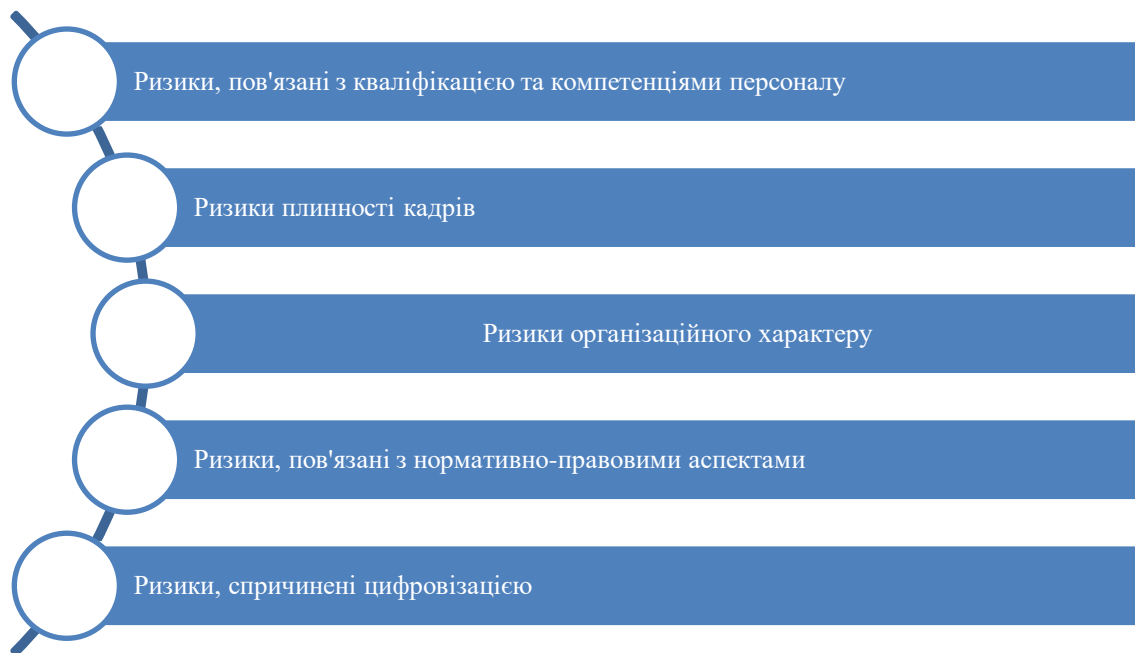 Ризики, пов'язані з кваліфікацією та компетенціями персоналу
Ризики плинності кадрів
Ризики організаційного характеру
Ризики, пов'язані з нормативно-правовими аспектами
Ризики, спричинені цифровізацією